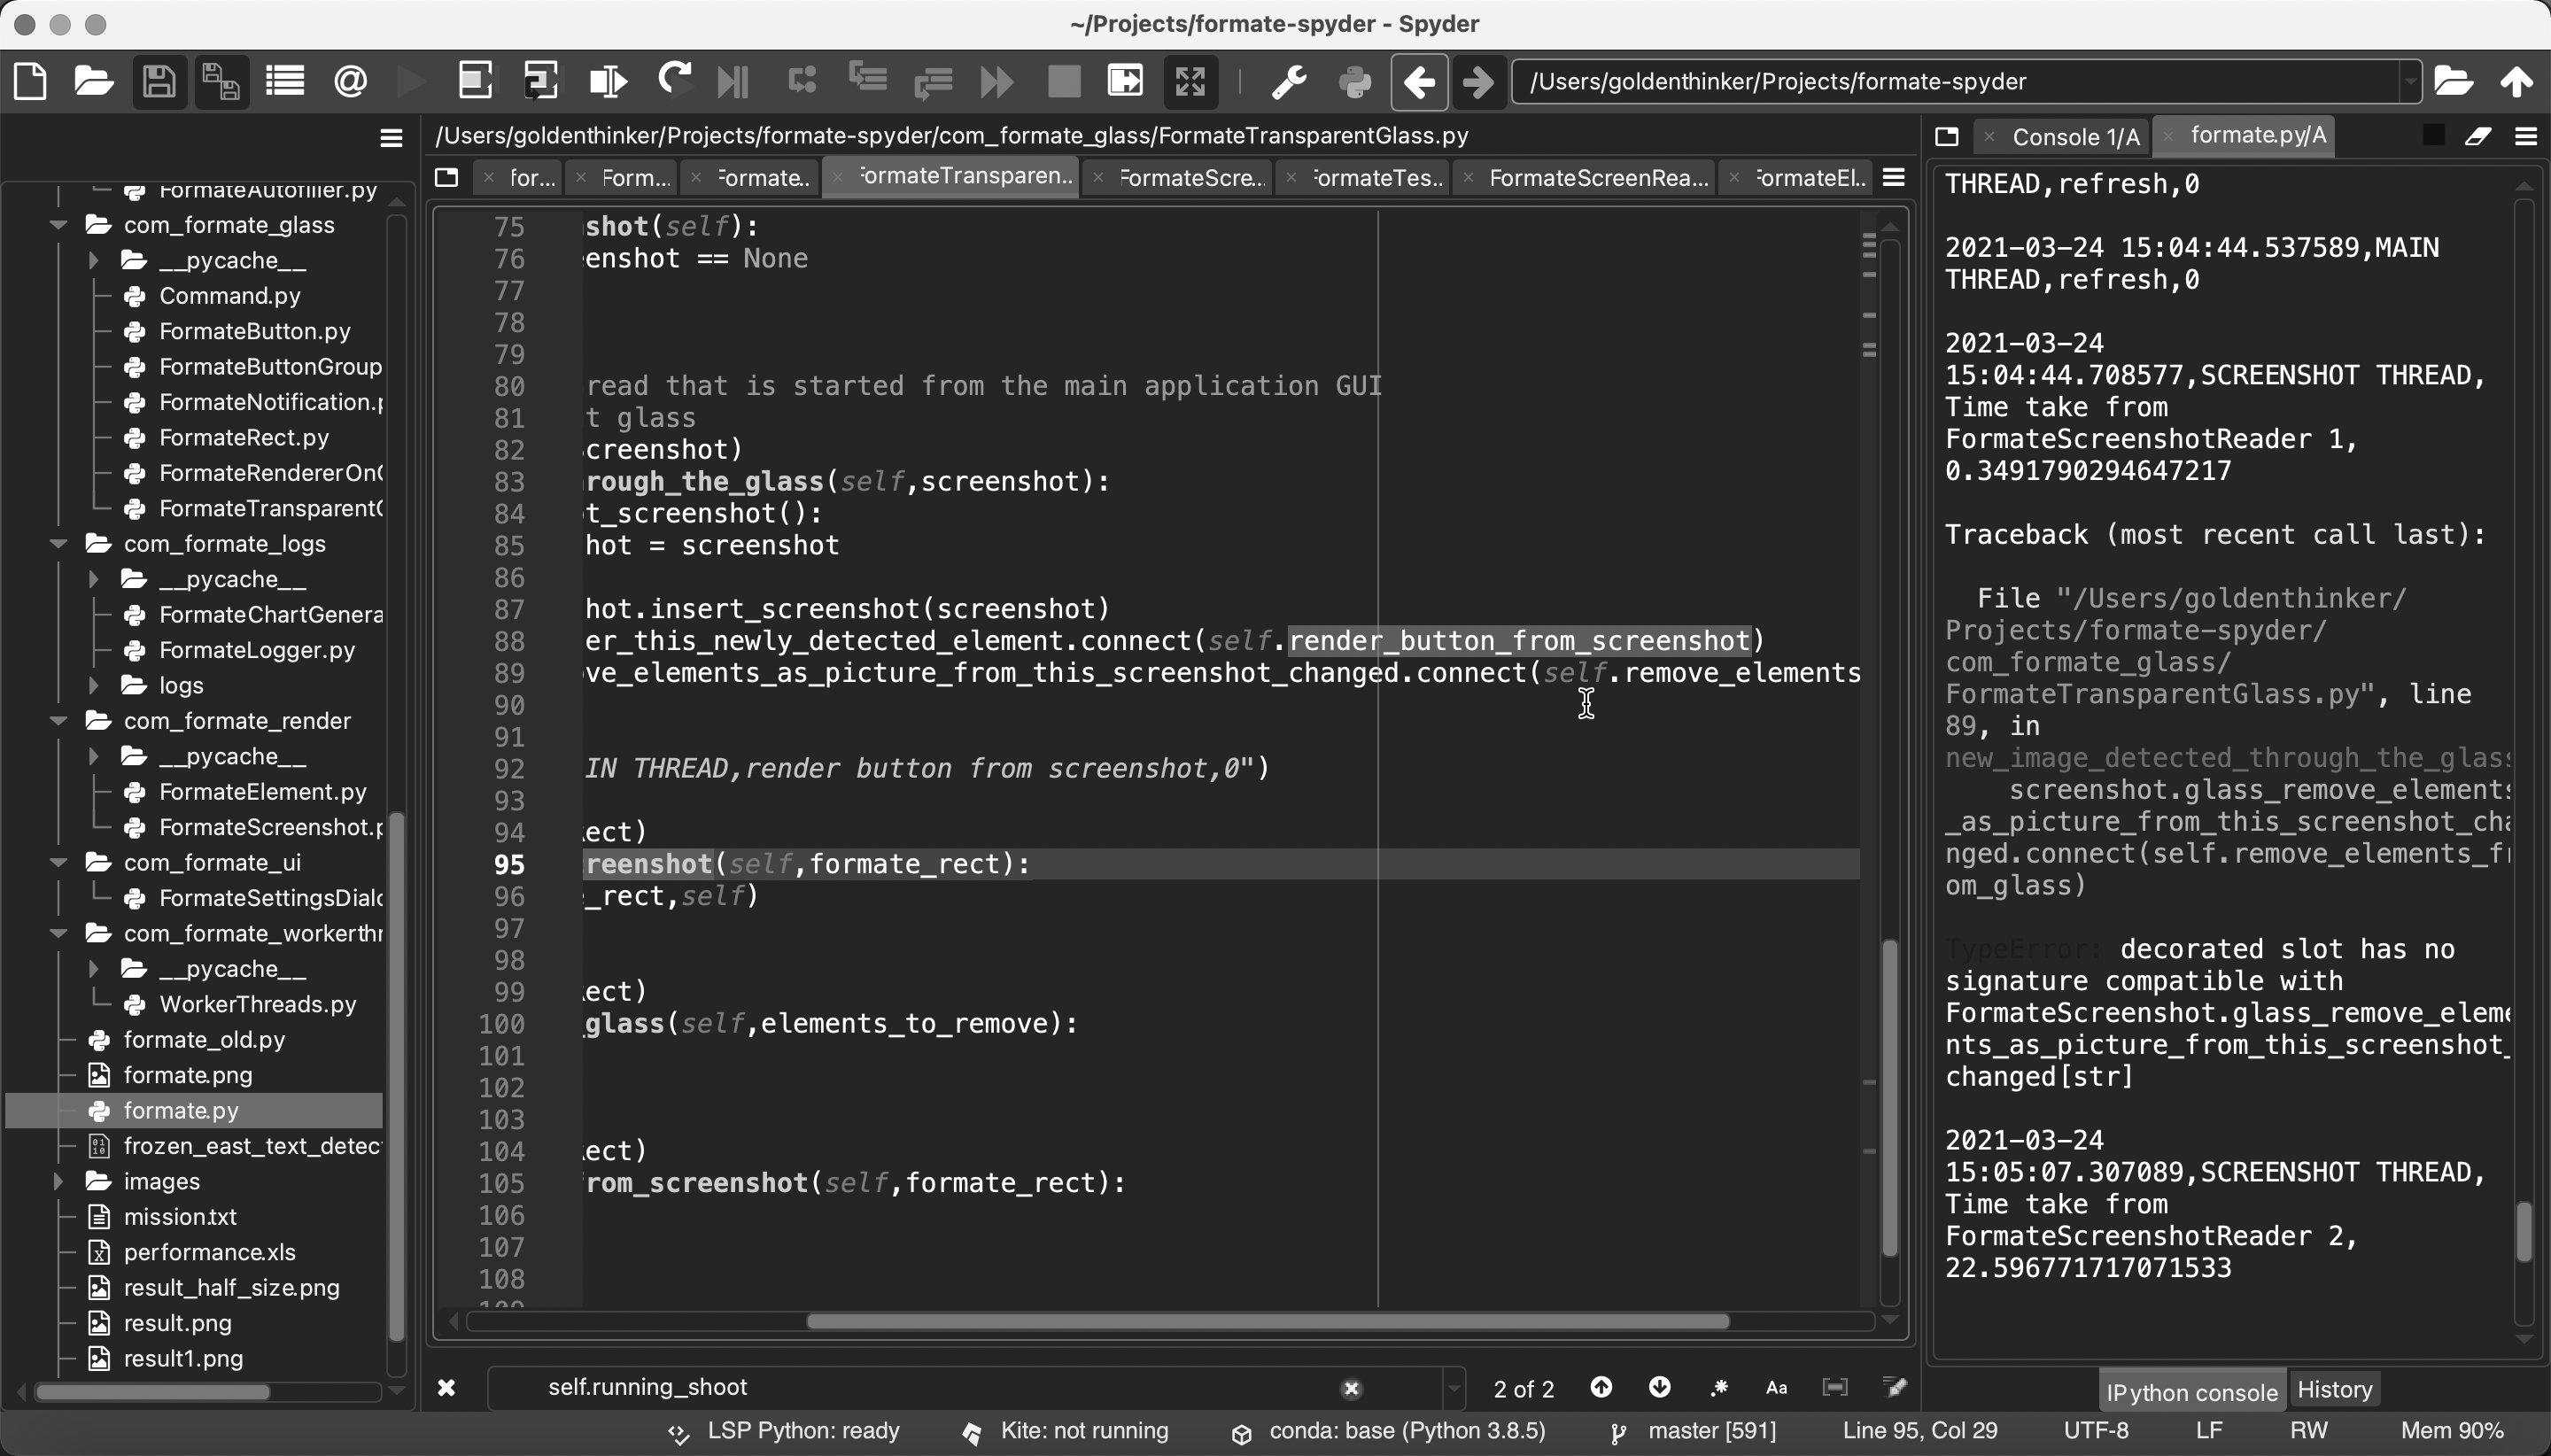 ~/Projects/formate-spyder - Spyder
/Users/goldenthinker/Projects/formate-spyder
FormateAutofiller.py
com_formate_glass
__pycache__
Command.py
FormateButton.py
FormateButtonGroup
FormateNotification.p
FormateRect.py
FormateRendererOn
FormateTransparent
com_formate_logs
__pycache__
FormateChartGenera
FormateLogger.py
logs
com_formate_render
__pycache__
FormateElement.py
FormateScreenshot.p
com_formate_ui
FormateSettingsDialo
com_formate_workerthr
__pycache__
WorkerThreads.py
formate_old.py
formate.png
formate.py
frozen_east_text_detec
images
mission.txt
performance.xls
result_half_size.png
result.png
result1.png
/Users/goldenthinker/Projects/formate-spyder/com_formate_glass/FormateTransparentGlass.py
for...
Form...
Formate..
FormateTransparen...
FormateScre...
FormateTes...
FormateScreenRea...
FormateEl..
75 shot(self):
76 enshot == None
77
78
79
80 read that is started from the main application GUI
81 t glass
82 creenshot)
83 rough_the_glass(self,screenshot):
84 t_screenshot():
85 hot = screenshot
86
87 hot.insert_screenshot(screenshot)
88 er_this_newly_detected_element.connect(self.render_button_from_screenshot)
89 ve_elements_as_picture_from_this_screenshot_changed.connect(self.remove_elements
90
91
92 IN THREAD,render button from screenshot,0")
93
94 ect)
95 reenshot(self,formate_rect):
96 _rect,self)
97
98
99 ect)
100 glass(self,elements_to_remove):
101
102
103
104 ect)
105 rom_screenshot(self,formate_rect):
106
107
108
109
self.running_shoot
2 of 2
Aa
Console 1/A
formate.py/A
THREAD,refresh,0
2021-03-24 15:04:44.537589,MAIN
THREAD,refresh,0
2021-03-24
15:04:44.708577,SCREENSHOT THREAD,
Time take from
FormateScreenshotReader 1,
0.3491790294647217
Traceback (most recent call last):
File "/Users/goldenthinker/
Projects/formate-spyder/
com_formate_glass/
FormateTransparentGlass.py", line
89, in
new_image_detected_through_the_glass
screenshot.glass_remove_elements
_as_picture_from_this_screenshot_cha
nged.connect(self.remove_elements_fr
om_glass)
TypeError: decorated slot has no
signature compatible with
FormateScreenshot.glass_remove_eleme
nts_as_picture_from_this_screenshot_
changed[str]
2021-03-24
15:05:07.307089,SCREENSHOT THREAD,
Time take from
FormateScreenshotReader 2,
22.596771717071533
IPython console
History
LSP Python: ready
Kite: not running
conda: base (Python 3.8.5)
master [591]
Line 95, Col 29
UTF-8
LF
RW
Mem 90%